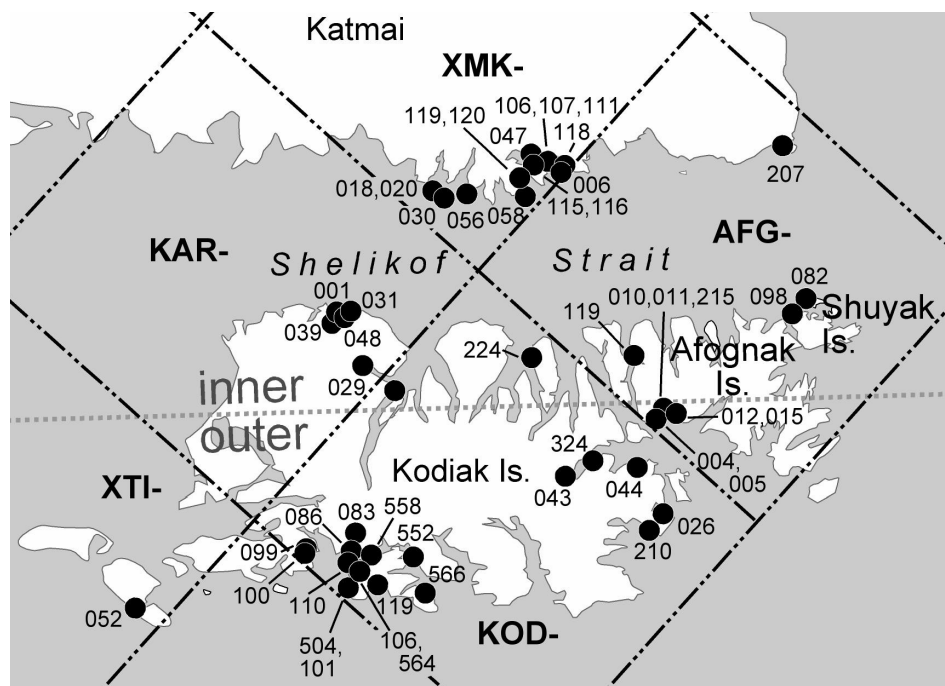 Katmai
XMK-
106,107,111
119,120
047
118
018,020
030
056
058
006
115,116
207
KAR-
Shelikof
Strait
AFG-
001
031
010,011,215
082
098
039
048
119
Shuyak
Is.
224
Afognak
Is.
029
inner
outer
012,015
324
004,
005
Kodiak Is.
043
044
XTI-
086
083
558
552
026
210
099
100
110
566
119
052
504,
101
106,
564
KOD-